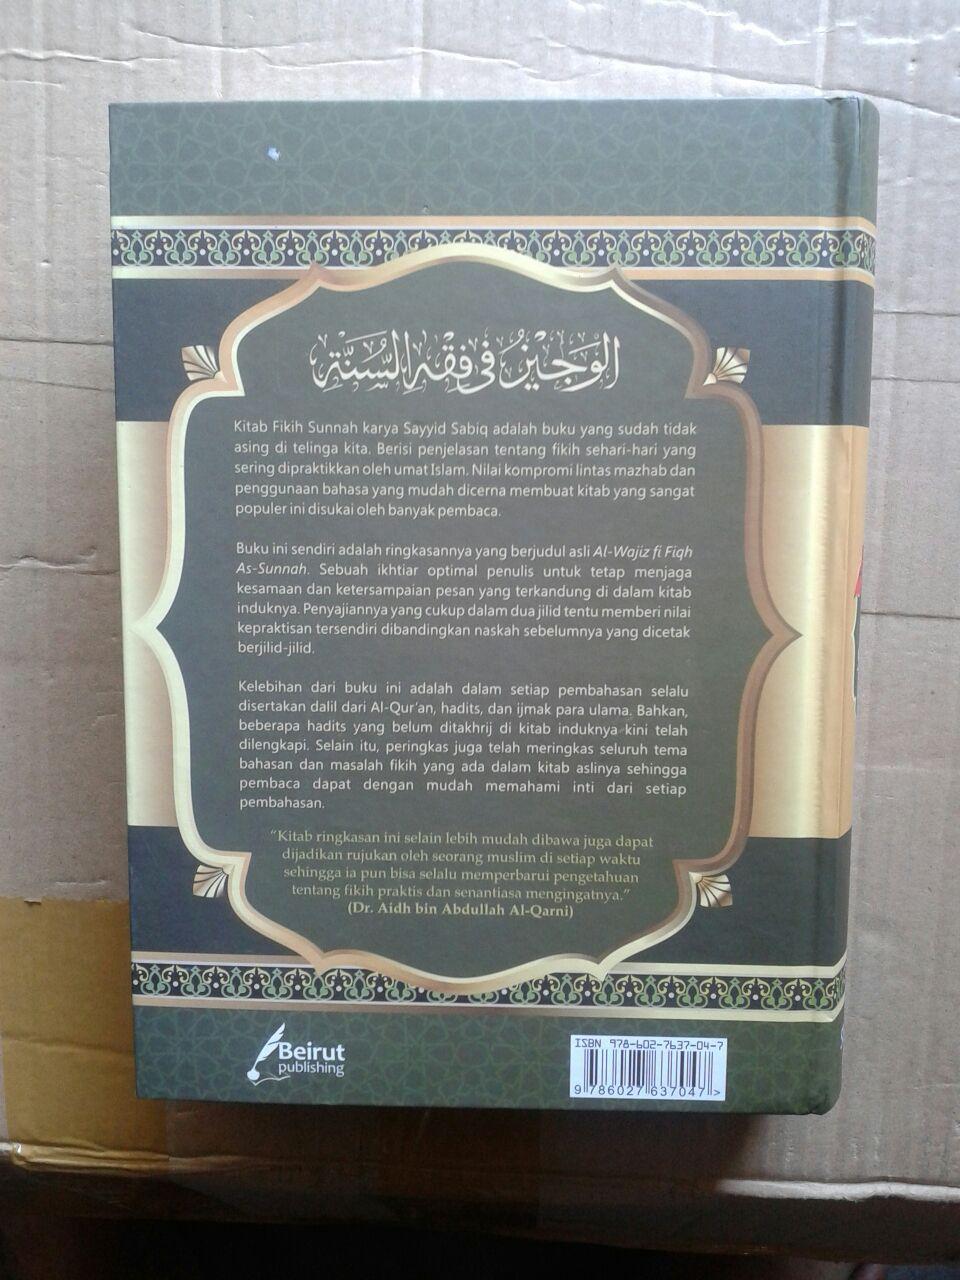 الوَجِيْزُ فِي فِقْهِ السُّنَّةِ
Kitab Fikih Sunnah karya Sayyid Sabiq adalah buku yang sudah tidak
asing di telinga kita. Berisi penjelasan tentang fikih sehari-hari yang
sering dipraktikkan oleh umat Islam. Nilai kompromi lintas mazhab dan
penggunaan bahasa yang mudah dicerna membuat kitab yang sangat
populer ini disukai oleh banyak pembaca.
Buku ini sendiri adalah ringkasannya yang berjudul asli Al-Wajiz fi Fiqh
As-Sunnah. Sebuah ikhtiar optimal penulis untuk tetap menjaga
kesamaan dan ketersampaian pesan yang terkandung di dalam kitab
induknya. Penyajiannya yang cukup dalam dua jilid tentu memberi nilai
kepraktisan tersendiri dibandingkan naskah sebelumnya yang dicetak
berjilid-jilid.
Kelebihan dari buku ini adalah dalam setiap pembahasan selalu
disertakan dalil dari Al-Qur'an, hadits, dan ijmak para ulama. Bahkan,
beberapa hadits yang belum ditakhrij di kitab induknya kini telah
dilengkapi. Selain itu, peringkas juga telah meringkas seluruh tema
bahasan dan masalah fikih yang ada dalam kitab aslinya sehingga
pembaca dapat dengan mudah memahami inti dari setiap
pembahasan.
“Kitab ringkasan ini selain lebih mudah dibawa juga dapat
dijadikan rujukan oleh seorang muslim di setiap waktu
sehingga ia pun bisa selalu memperbarui pengetahuan
tentang fikih praktis dan senantiasa mengingatnya.”
(Dr. Aidh bin Abdullah Al-Qarni)
Beirut
publishing
ISBN 978-602-7637-04-7
9 786027 637047 >